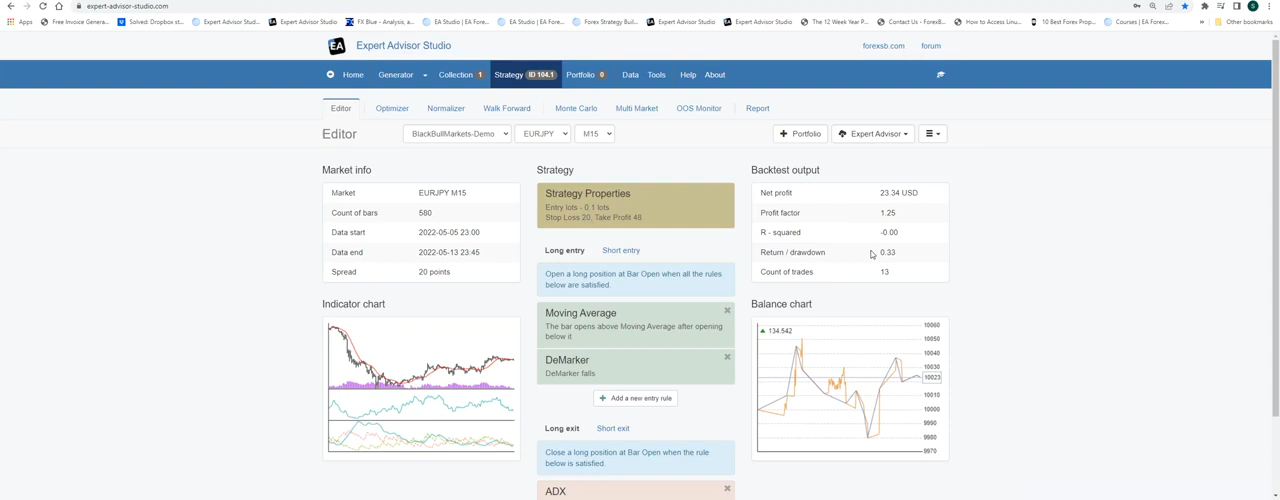 expert-advisor-studio.com
Apps
Free Invoice Genera...
Solved: Dropbox st...
Expert Advisor Stud...
Expert Advisor Studio
FX Blue - Analysis, a...
EA Studio | EA Fore...
EA Studio | EA Fore...
Forex Strategy Buil...
Expert Advisor Studio
Expert Advisor Studio
The 12 Week Year P...
Contact Us - ForexB...
How to Access Linu...
10 Best Forex Prop...
Courses | EA Forex...
»
Other bookmarks
EA Expert Advisor Studio
forexsb.com
forum
Home
Generator
Collection 1
Strategy ID 104.1
Portfolio 0
Data
Tools
Help
About
Editor
Optimizer
Normalizer
Walk Forward
Monte Carlo
Multi Market
OOS Monitor
Report
Editor
BlackBullMarkets-Demo
EURJPY
M15
+ Portfolio
Expert Advisor
Market info
Market EURJPY M15
Count of bars 580
Data start 2022-05-05 23:00
Data end 2022-05-13 23:45
Spread 20 points
Indicator chart
Strategy
Strategy Properties
Entry lots - 0.1 lots
Stop Loss 20, Take Profit 48
Long entry
Short entry
Open a long position at Bar Open when all the rules
below are satisfied.
Moving Average
The bar opens above Moving Average after opening
below it
DeMarker
DeMarker falls
+ Add a new entry rule
Long exit
Short exit
Close a long position at Bar Open when the rule
below is satisfied.
ADX
Backtest output
Net profit 23.34 USD
Profit factor 1.25
R - squared -0.00
Return / drawdown 0.33
Count of trades 13
Balance chart
134.542
10060
10050
10040
10030
10023
10010
10000
9990
9980
9970